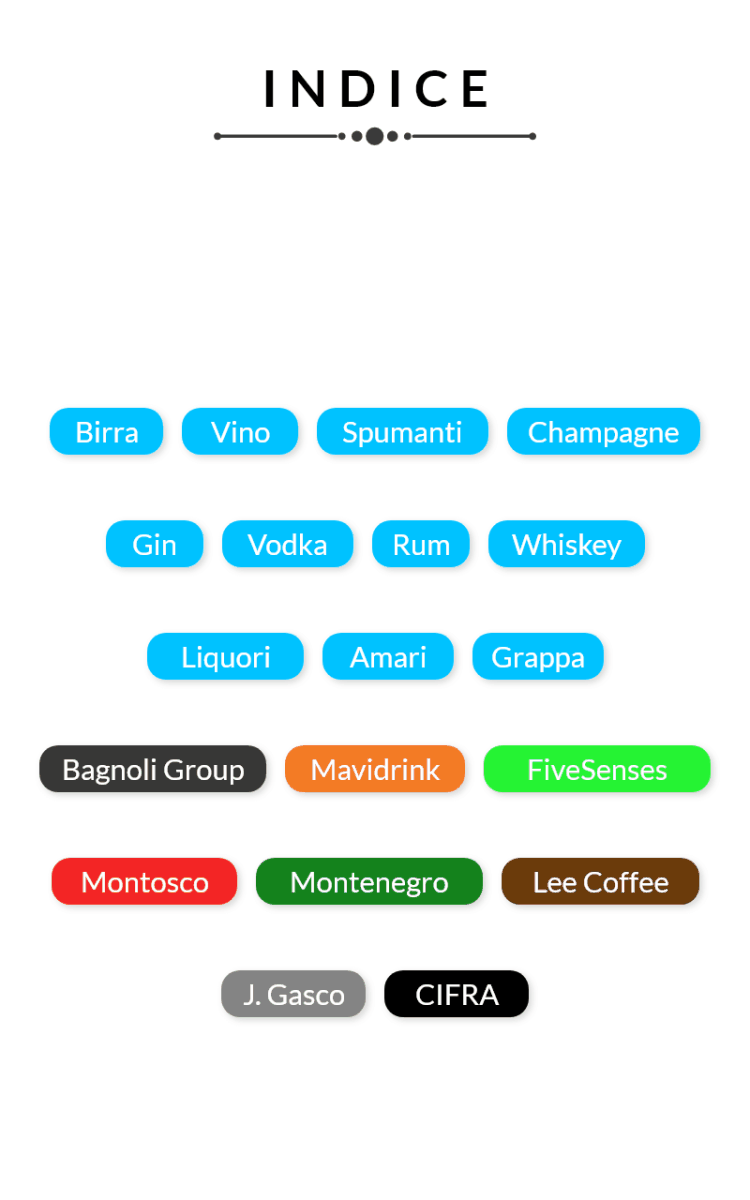 INDICE
Birra Vino Spumanti Champagne
Gin Vodka Rum Whiskey
Liquori Amari Grappa
Bagnoli Group Mavidrink FiveSenses
Montosco Montenegro Lee Coffee
J. Gasco CIFRA